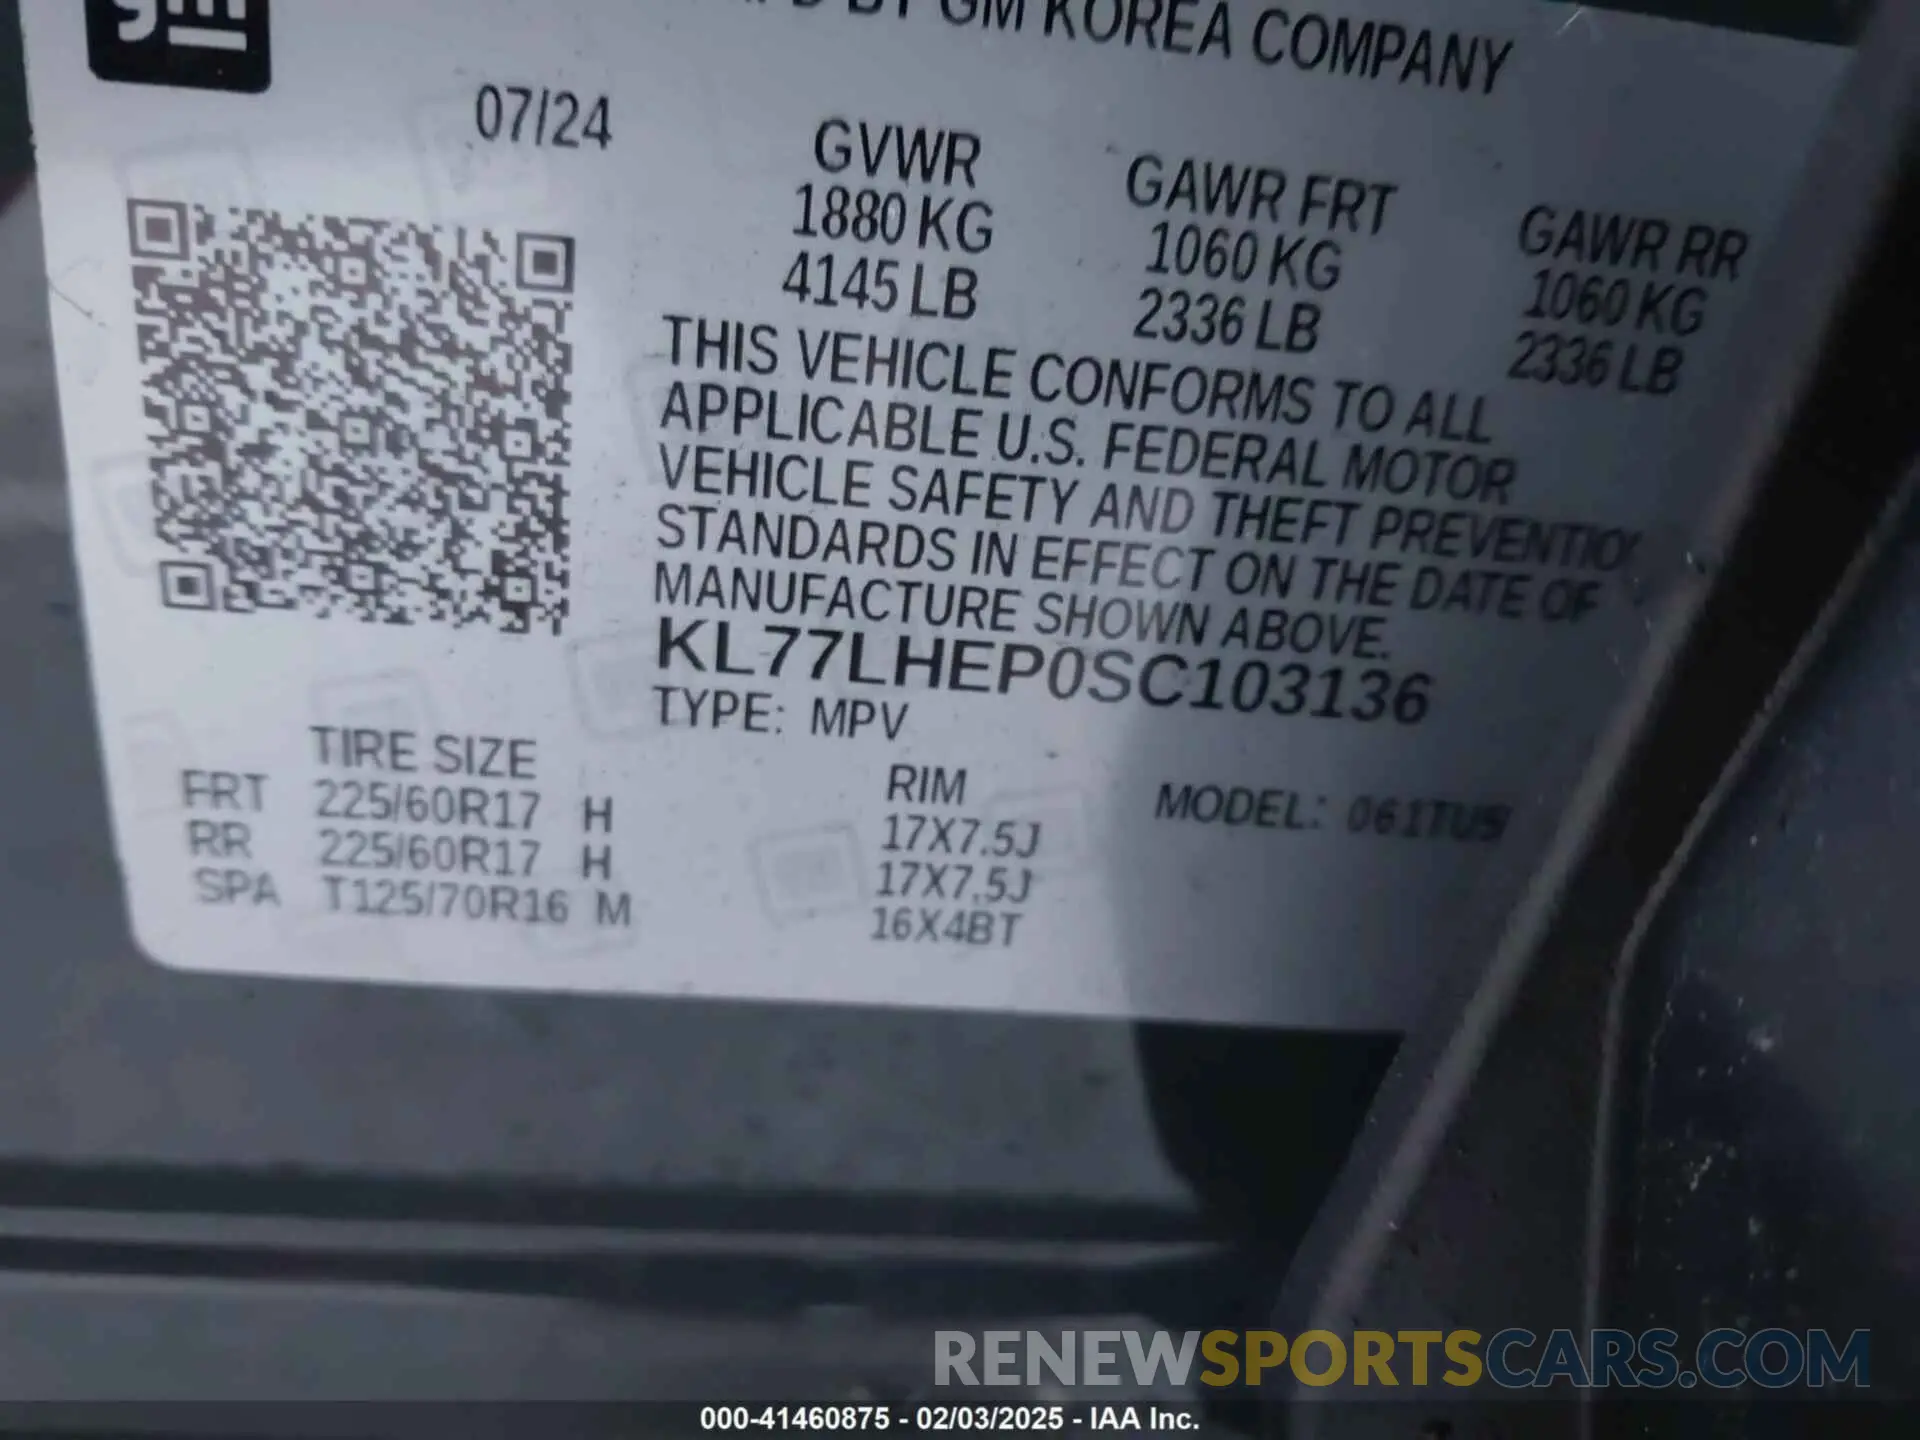 gm
BY GM KOREA COMPANY
07/24
GVWR
1880 KG
4145 LB
GAWR FRT
1060 KG
2336 LB
GAWR RR
1060 KG
2336 LB
THIS VEHICLE CONFORMS TO ALL
APPLICABLE U.S. FEDERAL MOTOR
VEHICLE SAFETY AND THEFT PREVENTION
STANDARDS IN EFFECT ON THE DATE OF
MANUFACTURE SHOWN ABOVE.
KL77LHEP0SC103136
TYPE: MPV
MODEL: 061TU9
TIRE SIZE RIM
FRT 225/60R17 H 17X7.5J
RR 225/60R17 H 17X7.5J
SPA T125/70R16 M 16X4BT
RENEWSPORTSCARS.COM
000-41460875 - 02/03/2025 - IAA Inc.